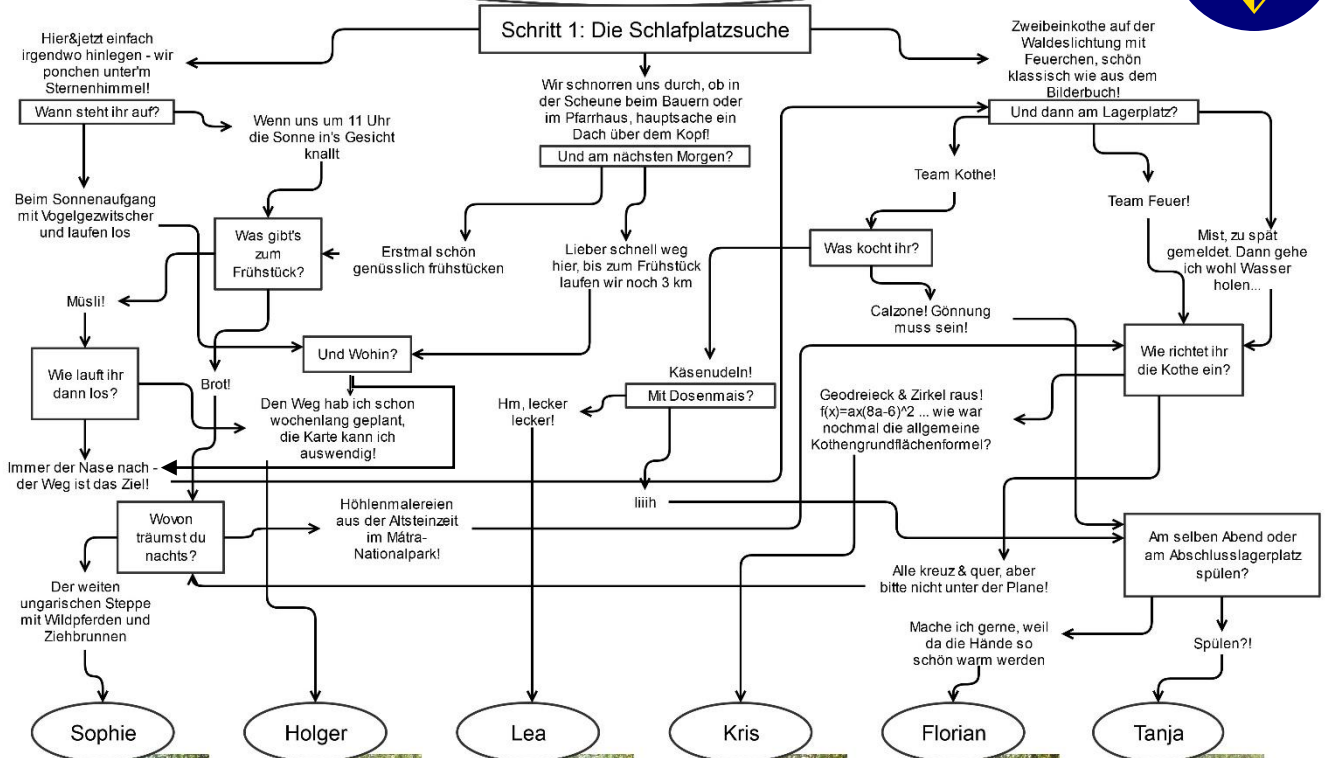 Schritt 1: Die Schlafplatzsuche
Hier&jetzt einfach
irgendwo hinlegen - wir
ponchen unter'm
Sternenhimmel!
Wann steht ihr auf?
Wenn uns um 11 Uhr
die Sonne in's Gesicht
knallt
Beim Sonnenaufgang
mit Vogelgezwitscher
und laufen los
Wir schnorren uns durch, ob in
der Scheune beim Bauern oder
im Pfarrhaus, hauptsache ein
Dach über dem Kopf!
Und am nächsten Morgen?
Zweibeinkothe auf der
Waldeslichtung mit
Feuerchen, schön
klassisch wie aus dem
Bilderbuch!
Und dann am Lagerplatz?
Team Kothe!
Team Feuer!
Mist, zu spät
gemeldet. Dann gehe
ich wohl Wasser
holen...
Was gibt's
zum
Frühstück?
Erstmal schön
genüsslich frühstücken
Lieber schnell weg
hier, bis zum Frühstück
laufen wir noch 3 km
Was kocht ihr?
Müsli!
Calzone! Gönnung
muss sein!
Wie lauft ihr
dann los?
Brot!
Und Wohin?
Käsenudeln!
Mit Dosenmais?
Wie richtet ihr
die Kothe ein?
Den Weg hab ich schon
wochenlang geplant,
die Karte kann ich
auswendig!
Hm, lecker
lecker!
Geodreieck & Zirkel raus!
f(x)=ax(8a-6)^2 ... wie war
nochmal die allgemeine
Kothengrundflächenformel?
Immer der Nase nach -
der Weg ist das Ziel!
Iiiih
Wovon
träumst du
nachts?
Höhlenmalereien
aus der Altsteinzeit
im Mátra-
Nationalpark!
Am selben Abend oder
am Abschlusslagerplatz
spülen?
Der weiten
ungarischen Steppe
mit Wildpferden und
Ziehbrunnen
Alle kreuz & quer, aber
bitte nicht unter der Plane!
Mache ich gerne, weil
da die Hände so
schön warm werden
Spülen?!
Sophie
Holger
Lea
Kris
Florian
Tanja